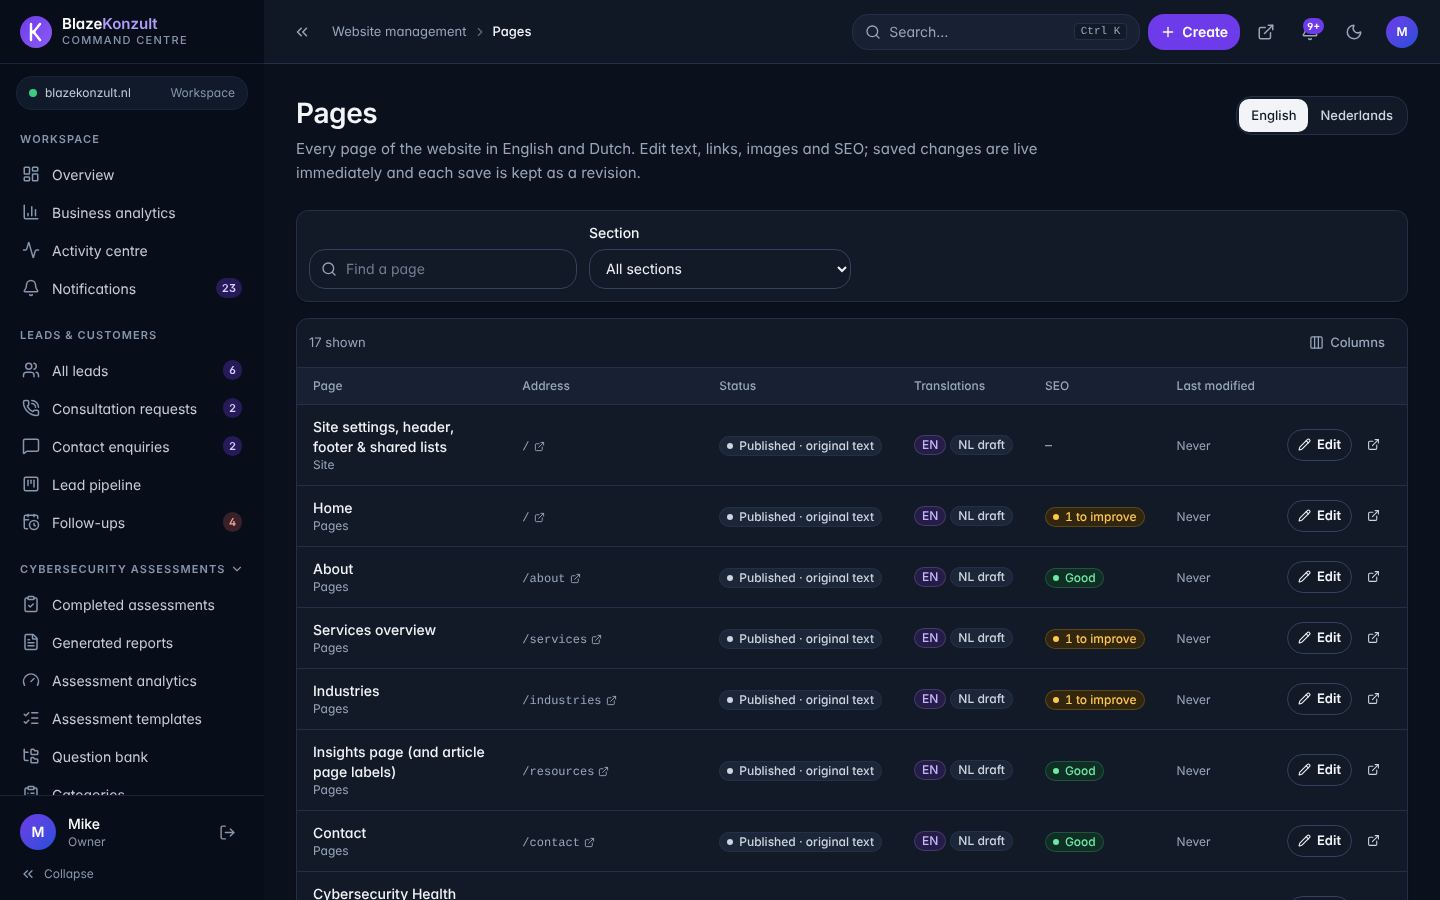 BlazeKonzult
COMMAND CENTRE
Website management > Pages
Search...
Ctrl K
Create
9+
M
blazekonzult.nl
Workspace
WORKSPACE
Overview
Business analytics
Activity centre
Notifications
23
LEADS & CUSTOMERS
All leads
6
Consultation requests
2
Contact enquiries
2
Lead pipeline
Follow-ups
4
CYBERSECURITY ASSESSMENTS
Completed assessments
Generated reports
Assessment analytics
Assessment templates
Question bank
Categories
M
Mike
Owner
Collapse
Pages
English
Nederlands
Every page of the website in English and Dutch. Edit text, links, images and SEO; saved changes are live
immediately and each save is kept as a revision.
Section
Find a page
All sections
17 shown
Columns
Page Address Status Translations SEO Last modified
Site settings, header,
footer & shared lists
Site
/ Published · original text EN NL draft – Never Edit
Home
Pages
/ Published · original text EN NL draft 1 to improve Never Edit
About
Pages
/about Published · original text EN NL draft Good Never Edit
Services overview
Pages
/services Published · original text EN NL draft 1 to improve Never Edit
Industries
Pages
/industries Published · original text EN NL draft 1 to improve Never Edit
Insights page (and article
page labels)
Pages
/resources Published · original text EN NL draft Good Never Edit
Contact
Pages
/contact Published · original text EN NL draft Good Never Edit
Cybersecurity Health